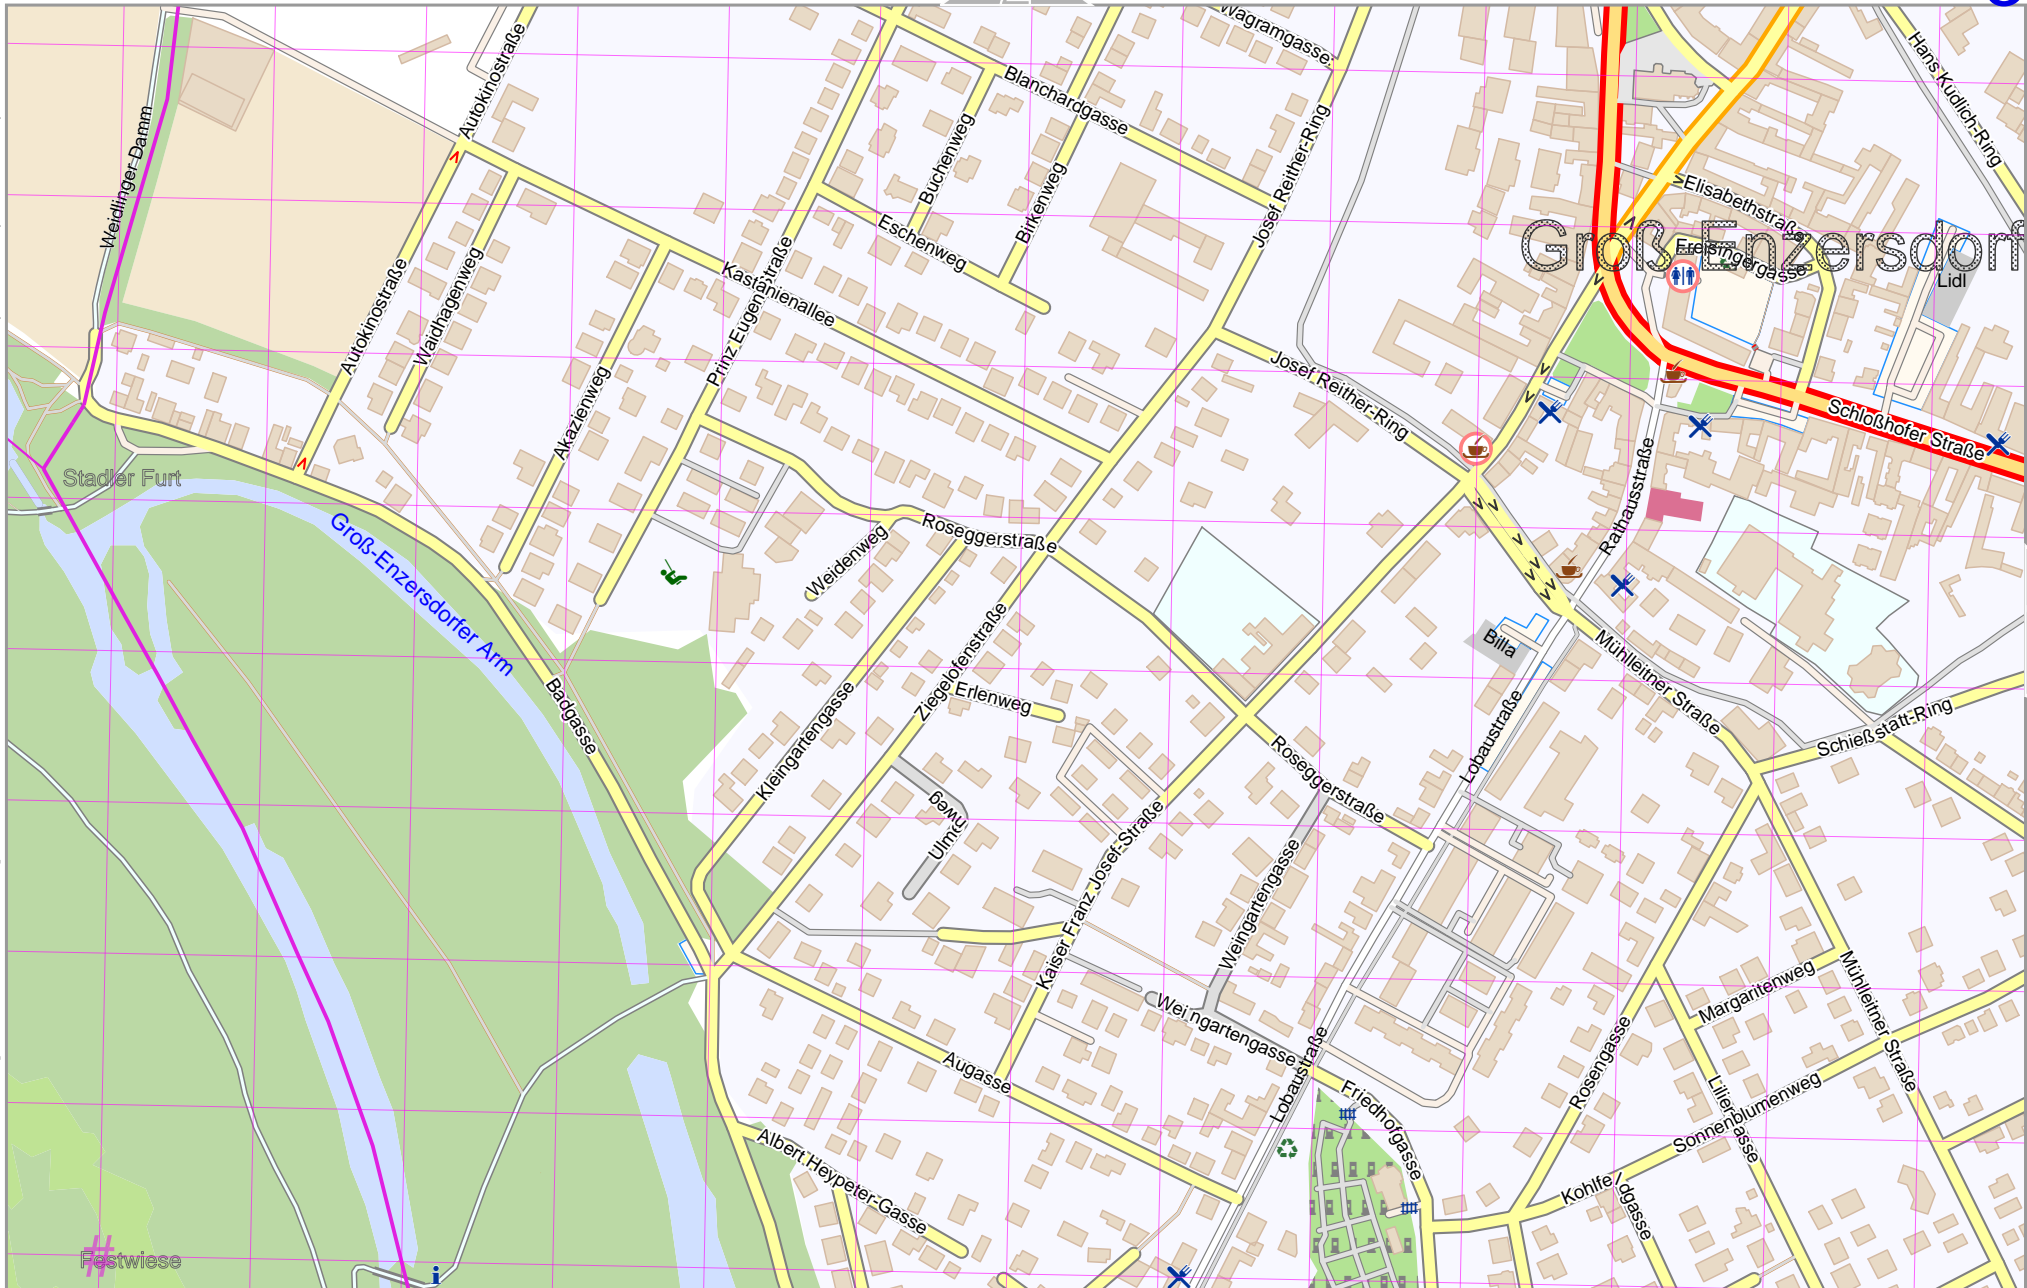 Wagramgasse
Hans Kudlich-Ring
Autokinostraße
Blanchardgasse
Weidlinger Damm
Buchenweg
Birkenweg
Josef Reither-Ring
Elisabethstraße
Eschenweg
Groß-Enzersdorf
Freisingergasse
Lidl
Kastanienallee
Prinz Eugen-Straße
Autokinostraße
Waidhagenweg
Josef Reither-Ring
Alkazienweg
Schloßhofer Straße
Stadler Furt
Rathausstraße
Groß-Enzersdorfer Arm
Roseggerstraße
Weidenweg
Billa
Mühlleitner Straße
Ziegelofenstraße
Erlenweg
Badgasse
Kleingartengasse
Lobaustraße
Schießstatt-Ring
Roseggerstraße
Ulmweg
Kaiser Franz Josef-Straße
Weingartengasse
Margaritenweg
Mühlleitner Straße
Weingartengasse
Rosengasse
Augasse
Lobaustraße
Friedhofgasse
Liliengasse
Sonnenblumenweg
Albert Heypeter-Gasse
Kohlfeldgasse
Festwiese